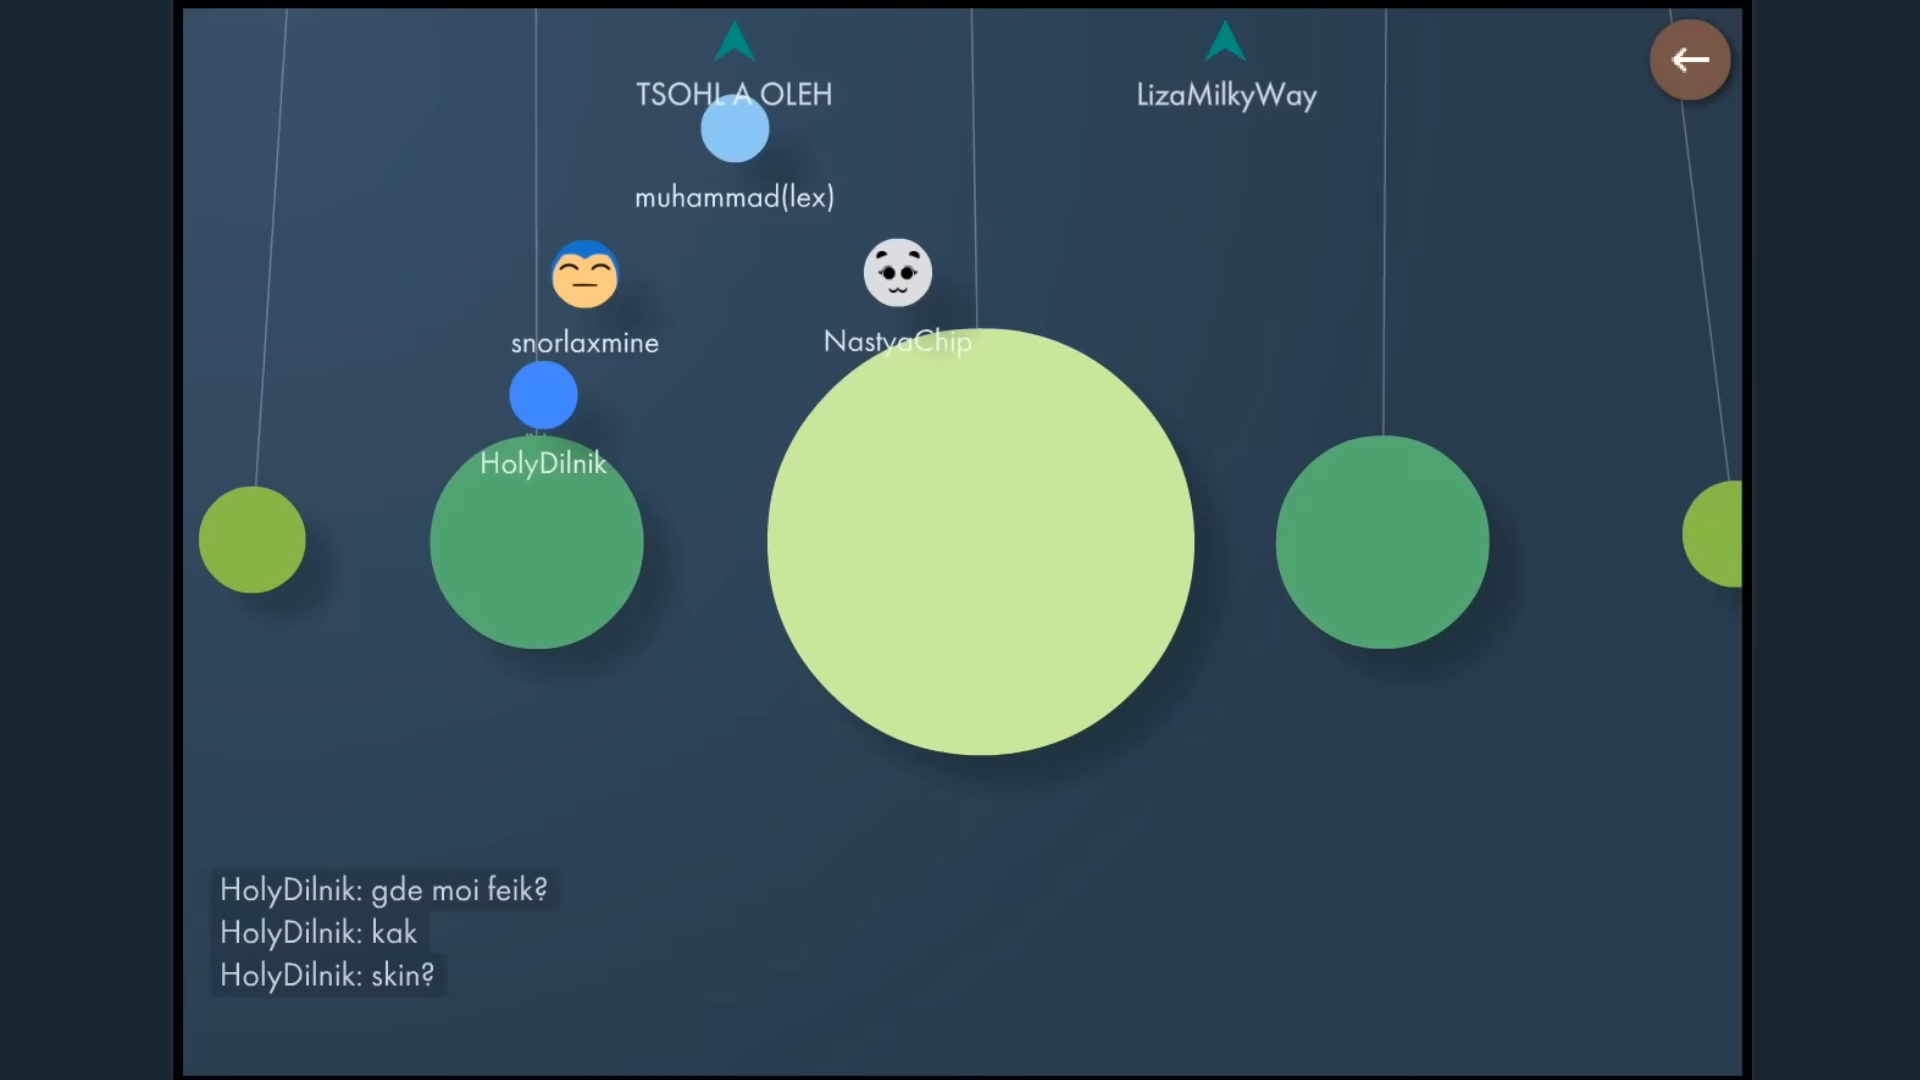 TSOHL A OLEH
LizaMilkyWay
muhammad(lex)
snorlaxmine
NastyaChip
HolyDilnik
HolyDilnik: gde moi feik?
HolyDilnik: kak
HolyDilnik: skin?